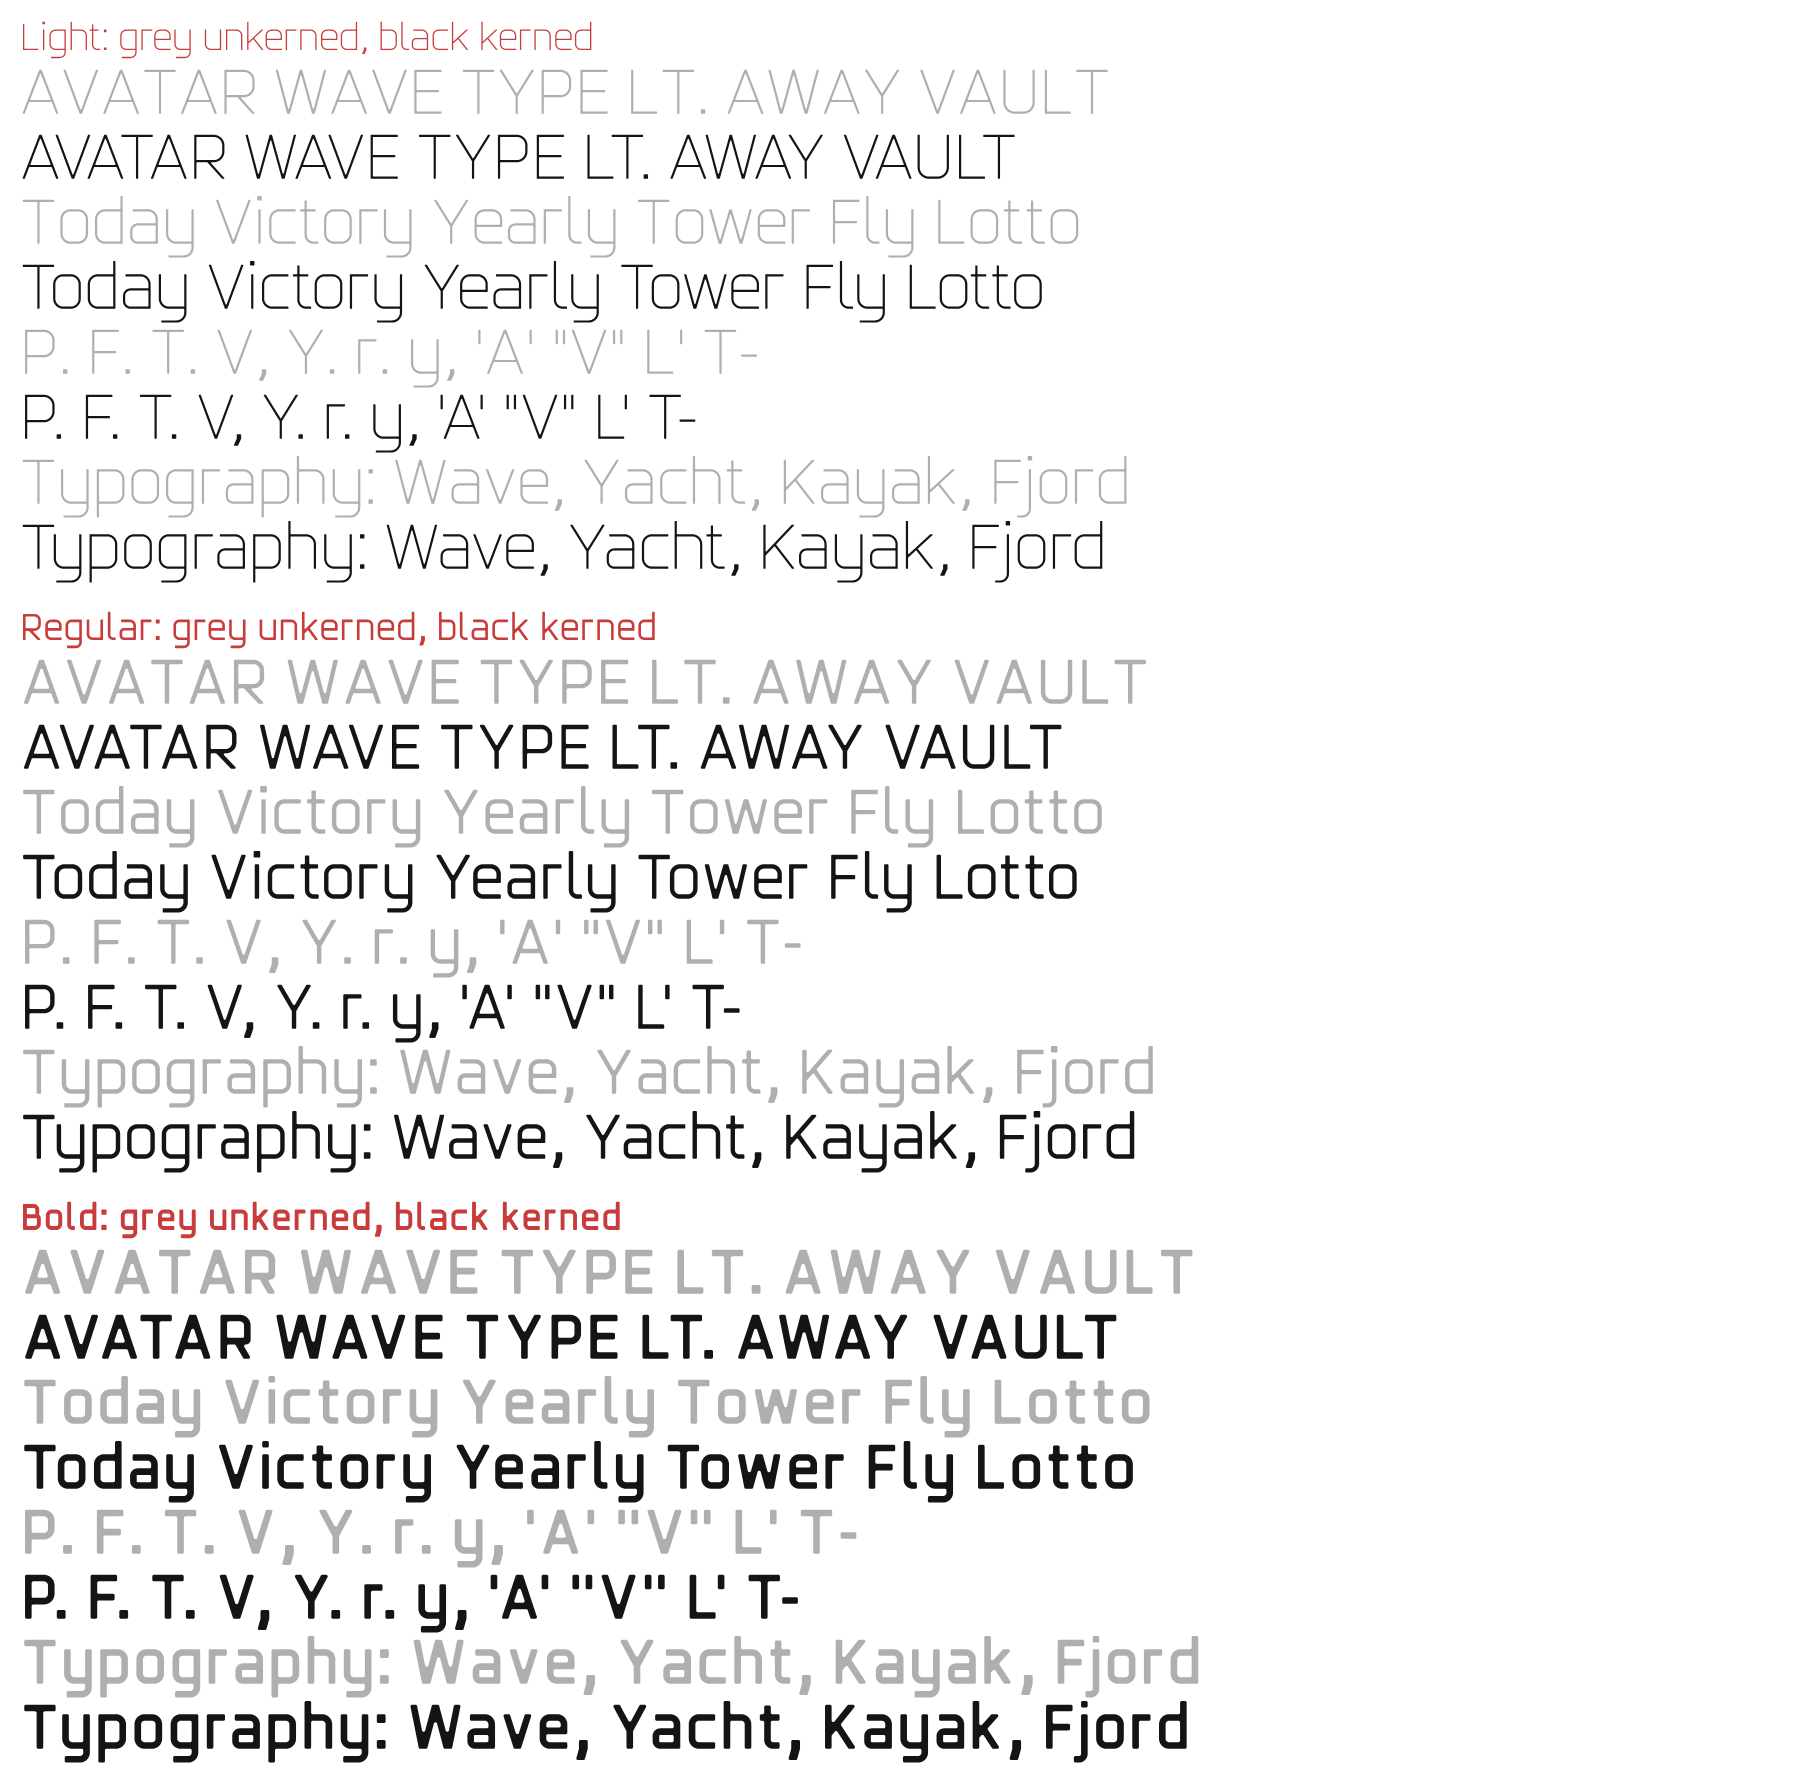 Light: grey unkerned, black kerned
AVATAR WAVE TYPE LT. AWAY VAULT
AVATAR WAVE TYPE LT. AWAY VAULT
Today Victory Yearly Tower Fly Lotto
Today Victory Yearly Tower Fly Lotto
P. F. T. V, Y. r. y, 'A' "V" L' T-
P. F. T. V, Y. r. y, 'A' "V" L' T-
Typography: Wave, Yacht, Kayak, Fjord
Typography: Wave, Yacht, Kayak, Fjord
Regular: grey unkerned, black kerned
AVATAR WAVE TYPE LT. AWAY VAULT
AVATAR WAVE TYPE LT. AWAY VAULT
Today Victory Yearly Tower Fly Lotto
Today Victory Yearly Tower Fly Lotto
P. F. T. V, Y. r. y, 'A' "V" L' T-
P. F. T. V, Y. r. y, 'A' "V" L' T-
Typography: Wave, Yacht, Kayak, Fjord
Typography: Wave, Yacht, Kayak, Fjord
Bold: grey unkerned, black kerned
AVATAR WAVE TYPE LT. AWAY VAULT
AVATAR WAVE TYPE LT. AWAY VAULT
Today Victory Yearly Tower Fly Lotto
Today Victory Yearly Tower Fly Lotto
P. F. T. V, Y. r. y, 'A' "V" L' T-
P. F. T. V, Y. r. y, 'A' "V" L' T-
Typography: Wave, Yacht, Kayak, Fjord
Typography: Wave, Yacht, Kayak, Fjord